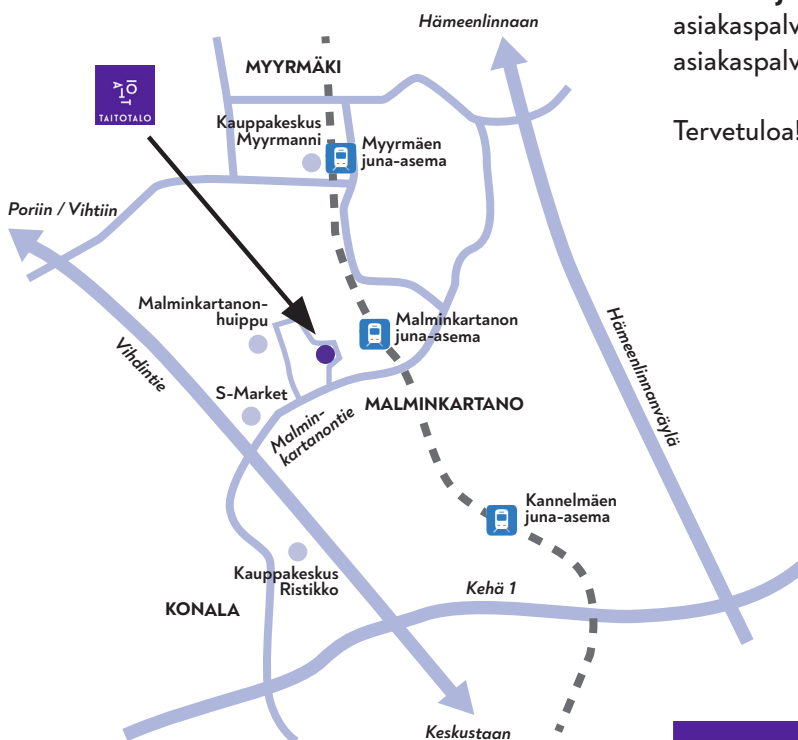 Hämeenlinnaan
asiakaspalv
asiakaspalv
Tervetuloa!
MYYRMÄKI
TAITO
TAITOTALO
Kauppakeskus
Myyrmanni
Myyrmäen
juna-asema
Poriin / Vihtiin
Malminkartanon-
huippu
Malminkartanon
juna-asema
Vihdintie
Hämeenlinnanväylä
S-Market
Malmin-
kartanontie
MALMINKARTANO
Kannelmäen
juna-asema
Kauppakeskus
Ristikko
Kehä 1
KONALA
Keskustaan